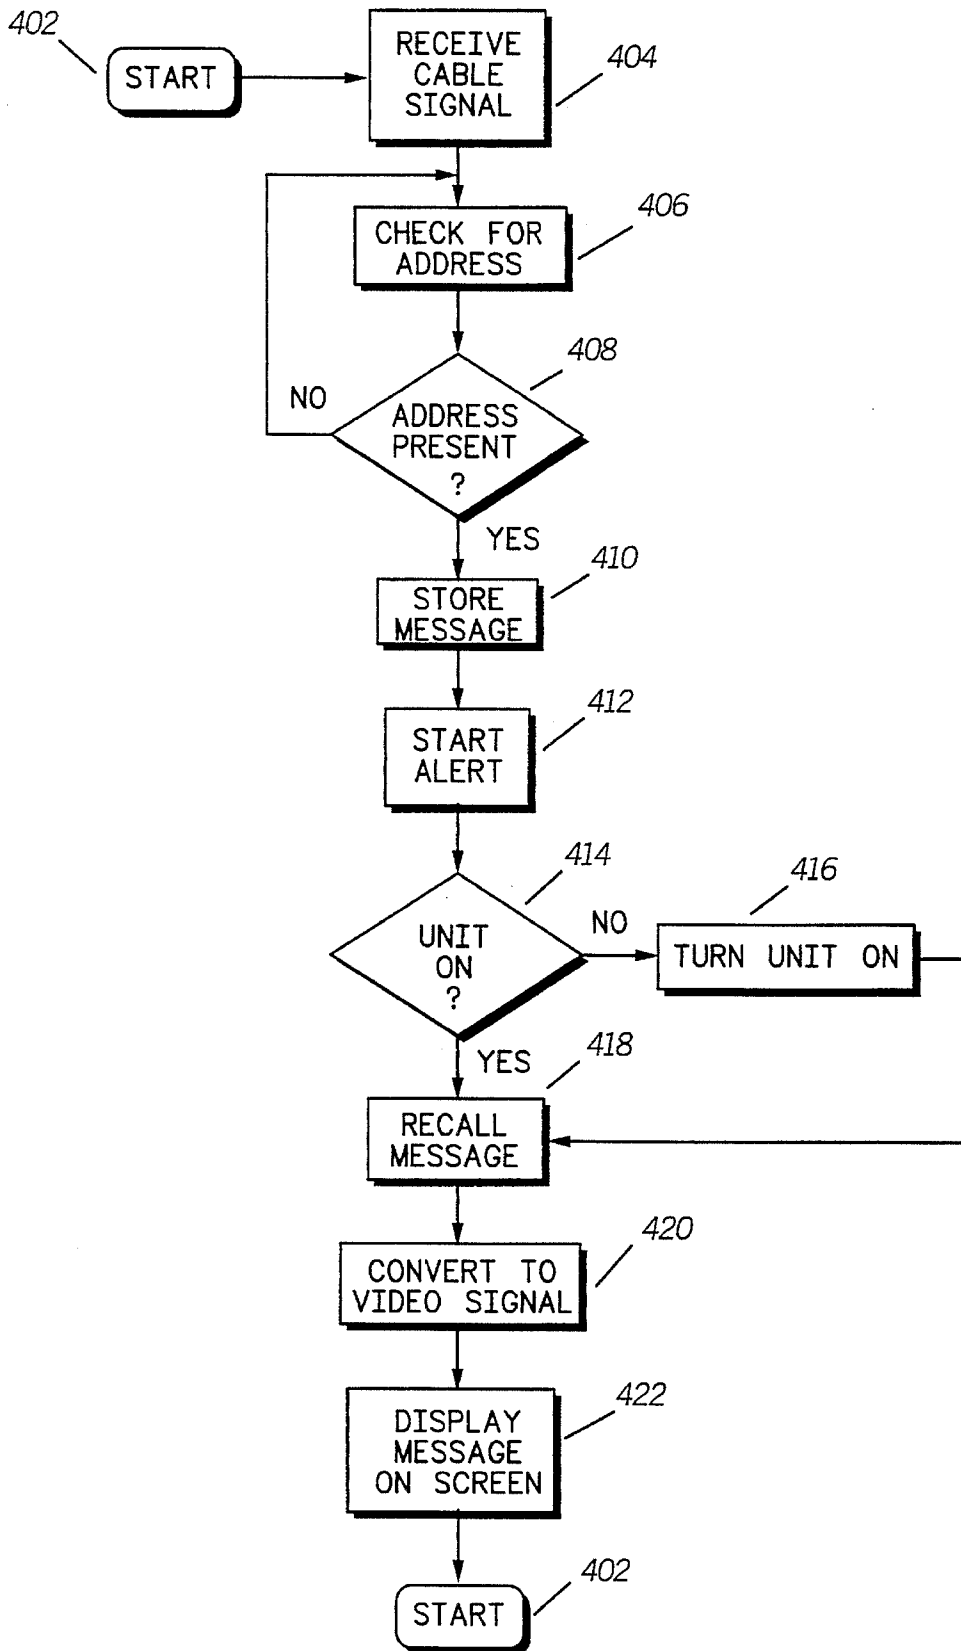 402
START
RECEIVE
CABLE
SIGNAL
404
406
CHECK FOR
ADDRESS
408
NO
ADDRESS
PRESENT
?
YES
410
STORE
MESSAGE
412
START
ALERT
414
416
UNIT
ON
?
NO
TURN UNIT ON
YES
418
RECALL
MESSAGE
420
CONVERT TO
VIDEO SIGNAL
422
DISPLAY
MESSAGE
ON SCREEN
402
START